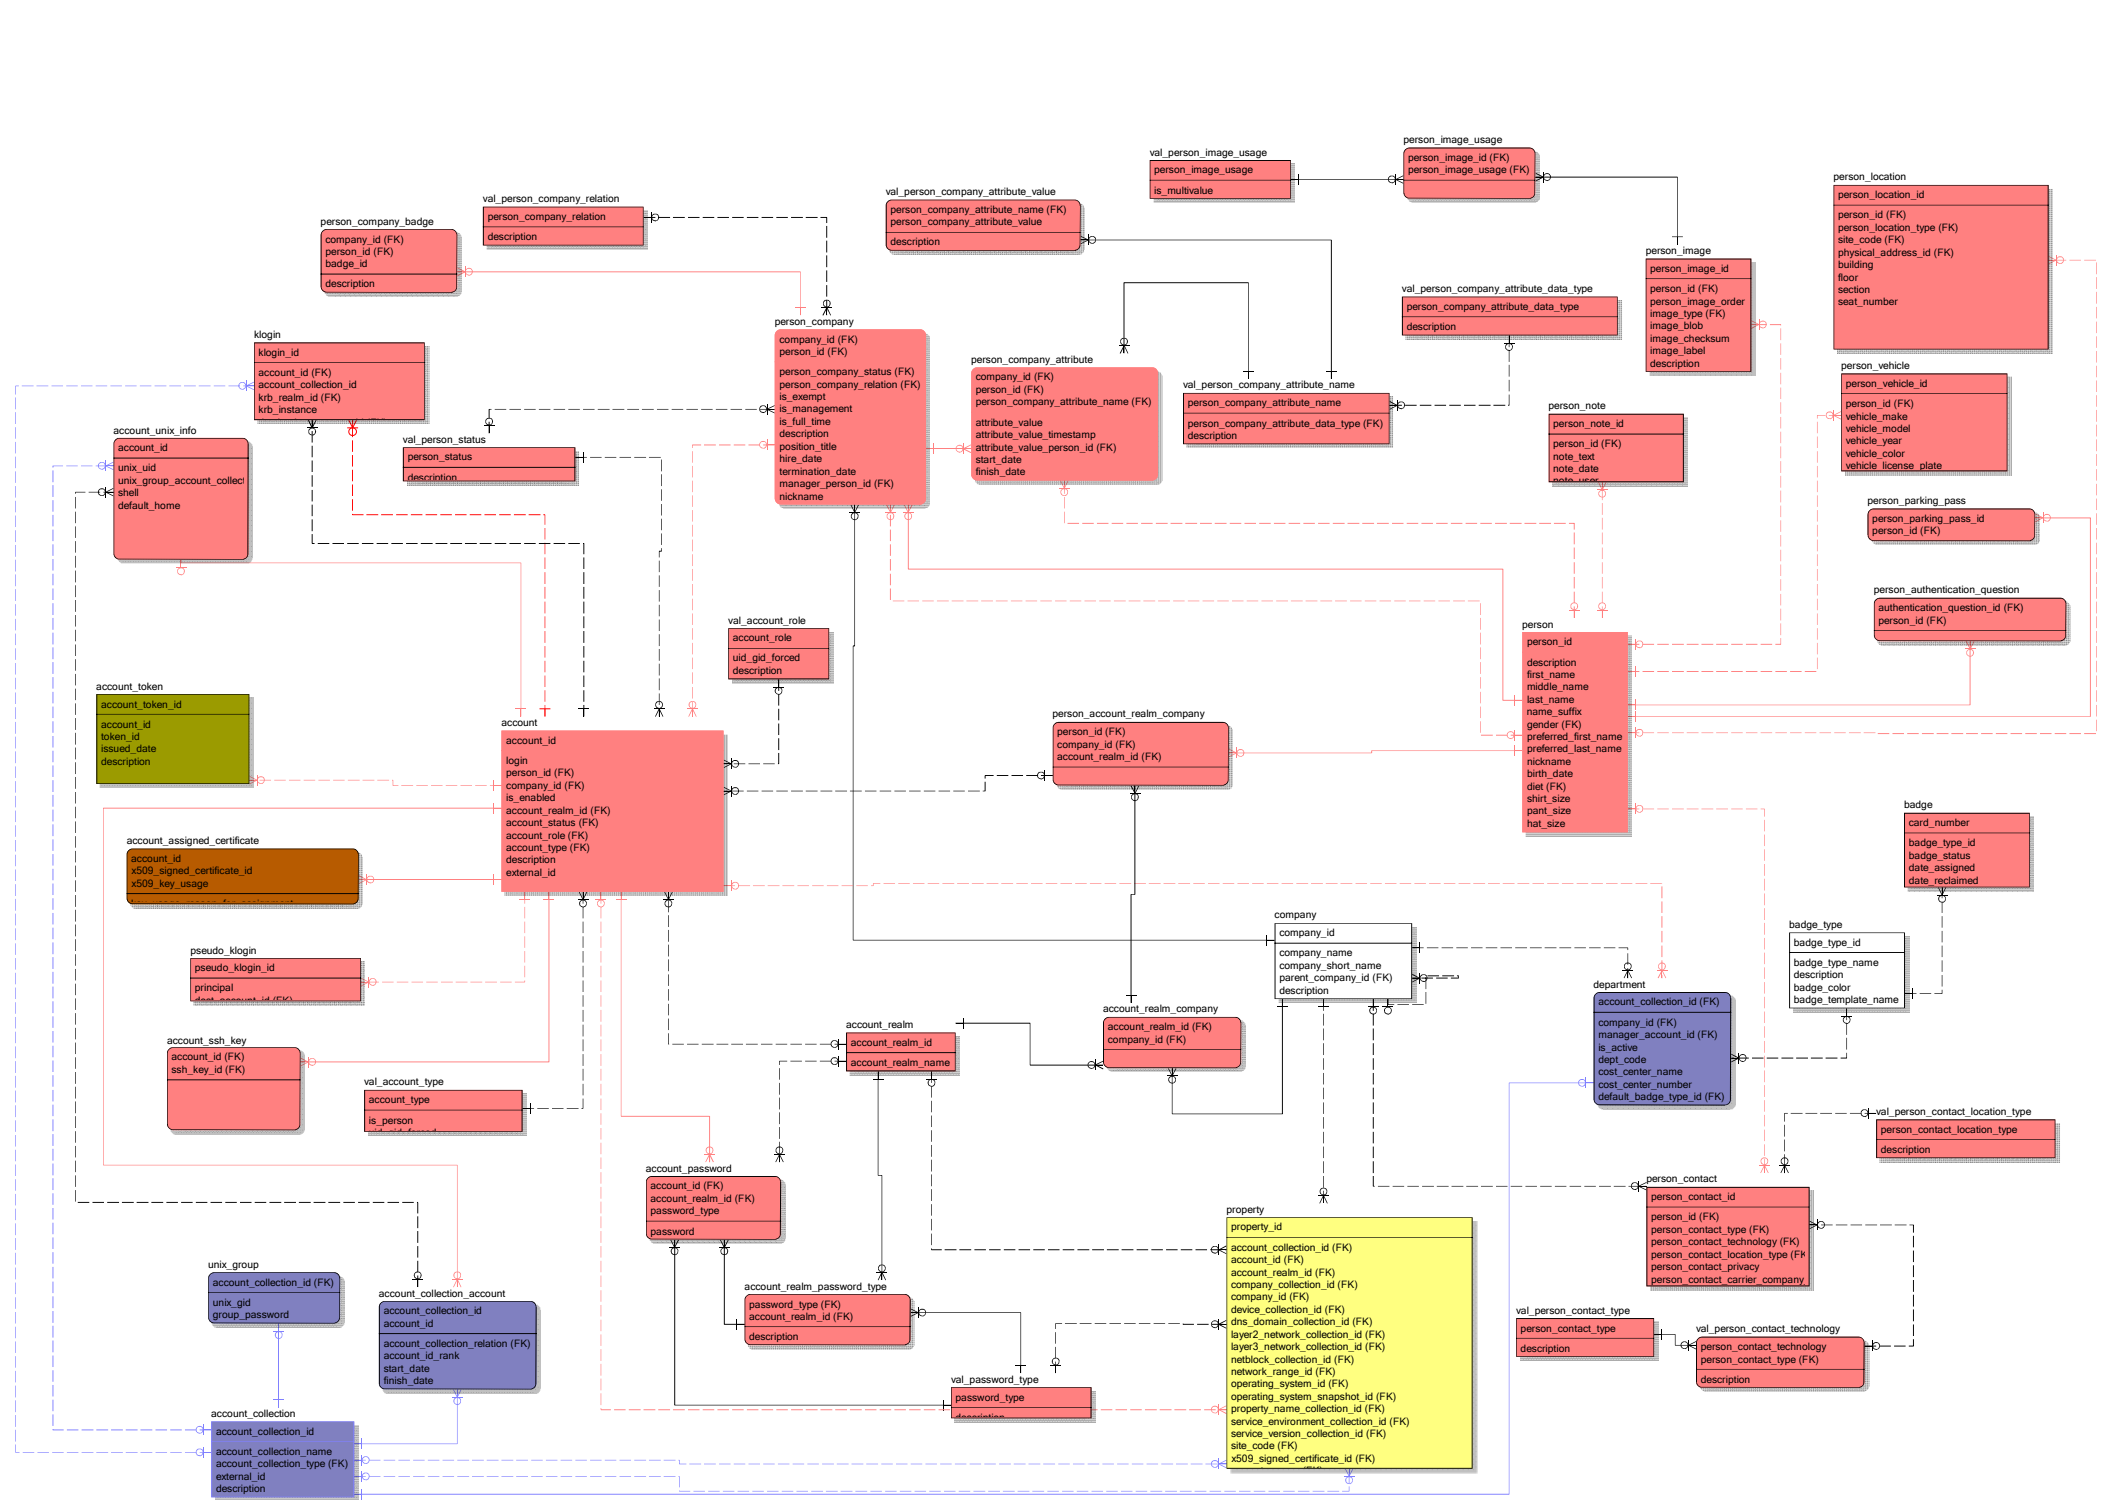 person_image_usage
person_image_id (FK)
person_image_usage (FK)
val_person_image_usage
person_image_usage
is_multivalue
person_location
person_location_id
person_id (FK)
person_location_type (FK)
site_code (FK)
physical_address_id (FK)
building
floor
section
seat_number
val_person_company_attribute_value
person_company_attribute_name (FK)
person_company_attribute_value
description
val_person_company_relation
person_company_relation
description
person_company_badge
company_id (FK)
person_id (FK)
badge_id
description
person_image
person_image_id
person_id (FK)
person_image_order
image_type (FK)
image_blob
image_checksum
image_label
description
val_person_company_attribute_data_type
person_company_attribute_data_type
description
person_company
company_id (FK)
person_id (FK)
person_company_status (FK)
person_company_relation (FK)
is_exempt
is_management
is_full_time
description
position_title
hire_date
termination_date
manager_person_id (FK)
nickname
klogin
klogin_id
account_id (FK)
account_collection_id
krb_realm_id (FK)
krb_instance
person_company_attribute
company_id (FK)
person_id (FK)
person_company_attribute_name (FK)
attribute_value
attribute_value_timestamp
attribute_value_person_id (FK)
start_date
finish_date
val_person_company_attribute_name
person_company_attribute_name
person_company_attribute_data_type (FK)
description
person_vehicle
person_vehicle_id
person_id (FK)
vehicle_make
vehicle_model
vehicle_year
vehicle_color
vehicle_license_plate
person_note
person_note_id
person_id (FK)
note_text
note_date
note_user
account_unix_info
account_id
unix_uid
unix_group_account_collect
shell
default_home
val_person_status
person_status
description
person_parking_pass
person_parking_pass_id
person_id (FK)
person_authentication_question
authentication_question_id (FK)
person_id (FK)
val_account_role
account_role
uid_gid_forced
description
person
person_id
description
first_name
middle_name
last_name
name_suffix
gender (FK)
preferred_first_name
preferred_last_name
nickname
birth_date
diet (FK)
shirt_size
pant_size
hat_size
account_token
account_token_id
account_id
token_id
issued_date
description
account
account_id
login
person_id (FK)
company_id (FK)
is_enabled
account_realm_id (FK)
account_status (FK)
account_role (FK)
account_type (FK)
description
external_id
person_account_realm_company
person_id (FK)
company_id (FK)
account_realm_id (FK)
badge
card_number
badge_type_id
badge_status
date_assigned
date_reclaimed
account_assigned_certificate
account_id
x509_signed_certificate_id
x509_key_usage
company
company_id
company_name
company_short_name
parent_company_id (FK)
description
badge_type
badge_type_id
badge_type_name
description
badge_color
badge_template_name
pseudo_klogin
pseudo_klogin_id
principal
dest_account_id (FK)
department
account_collection_id (FK)
company_id (FK)
manager_account_id (FK)
is_active
dept_code
cost_center_name
cost_center_number
default_badge_type_id (FK)
account_realm_company
account_realm_id (FK)
company_id (FK)
account_realm
account_realm_id
account_realm_name
account_ssh_key
account_id (FK)
ssh_key_id (FK)
val_account_type
account_type
is_person
uid_gid_forced
val_person_contact_location_type
person_contact_location_type
description
account_password
account_id (FK)
account_realm_id (FK)
password_type
password
person_contact
person_contact_id
person_id (FK)
person_contact_type (FK)
person_contact_technology (FK)
person_contact_location_type (FK
person_contact_privacy
person_contact_carrier_company
property
property_id
account_collection_id (FK)
account_id (FK)
account_realm_id (FK)
company_collection_id (FK)
company_id (FK)
device_collection_id (FK)
dns_domain_collection_id (FK)
layer2_network_collection_id (FK)
layer3_network_collection_id (FK)
netblock_collection_id (FK)
network_range_id (FK)
operating_system_id (FK)
operating_system_snapshot_id (FK)
property_name_collection_id (FK)
service_environment_collection_id (FK)
service_version_collection_id (FK)
site_code (FK)
x509_signed_certificate_id (FK)
unix_group
account_collection_id (FK)
unix_gid
group_password
account_collection_account
account_collection_id
account_id
account_collection_relation (FK)
account_id_rank
start_date
finish_date
account_realm_password_type
password_type (FK)
account_realm_id (FK)
description
val_person_contact_type
person_contact_type
description
val_person_contact_technology
person_contact_technology
person_contact_type (FK)
description
val_password_type
password_type
description
account_collection
account_collection_id
account_collection_name
account_collection_type (FK)
external_id
description